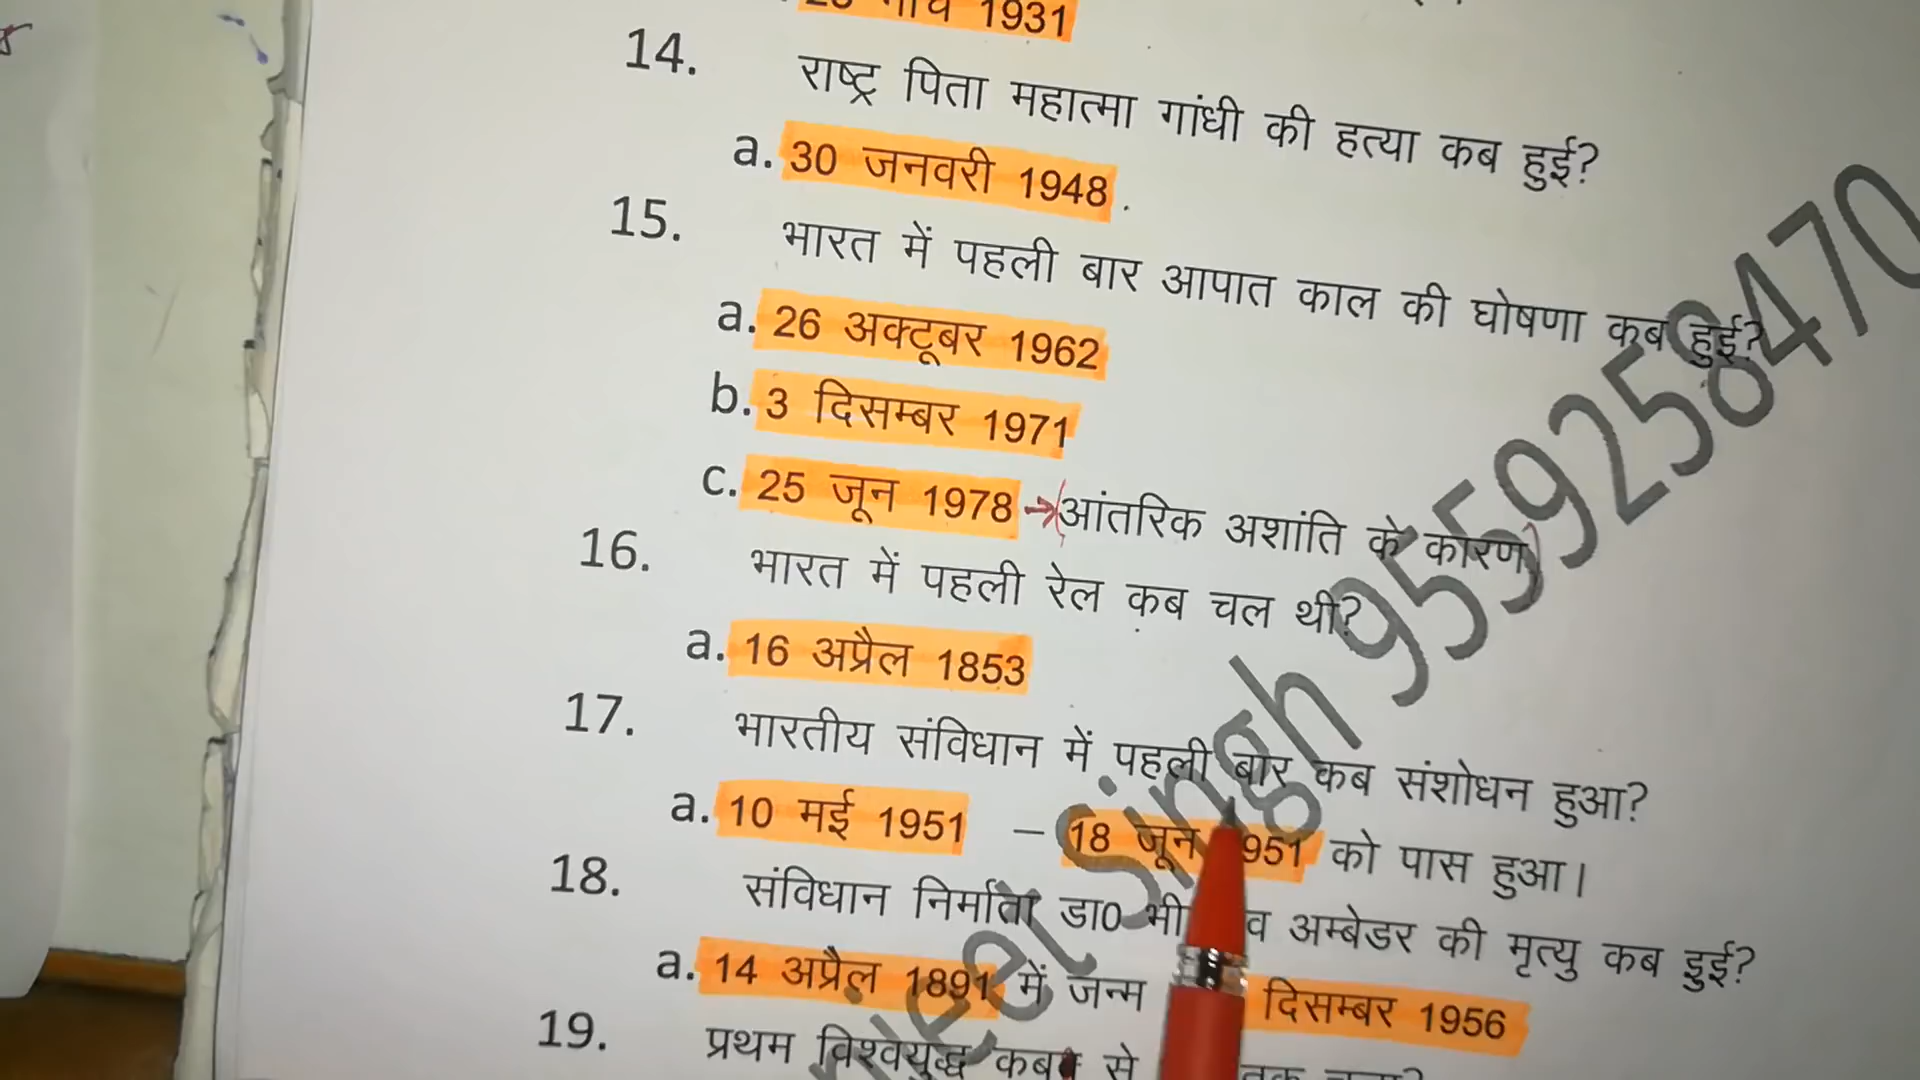 1931
14. राष्ट्र पिता महात्मा गांधी की हत्या कब हुई?
a. 30 जनवरी 1948.
15. भारत में पहली बार आपात काल की घोषणा कब हुई?
a. 26 अक्टूबर 1962
b. 3 दिसम्बर 1971
c. 25 जून 1978 →(आंतरिक अशांति के कारण)
16. भारत में पहली रेल कब चल थी?
a. 16 अप्रैल 1853
17. भारतीय संविधान में पहली बार कब संशोधन हुआ?
a. 10 मई 1951 – 18 जून 1951 को पास हुआ।
18. संविधान निर्माता डा0 भी व अम्बेडर की मृत्यु कब हुई?
a. 14 अप्रैल 1891 में जन्म दिसम्बर 1956
19. प्रथम विश्वयुद्ध कब से तक
Singh 9559258470